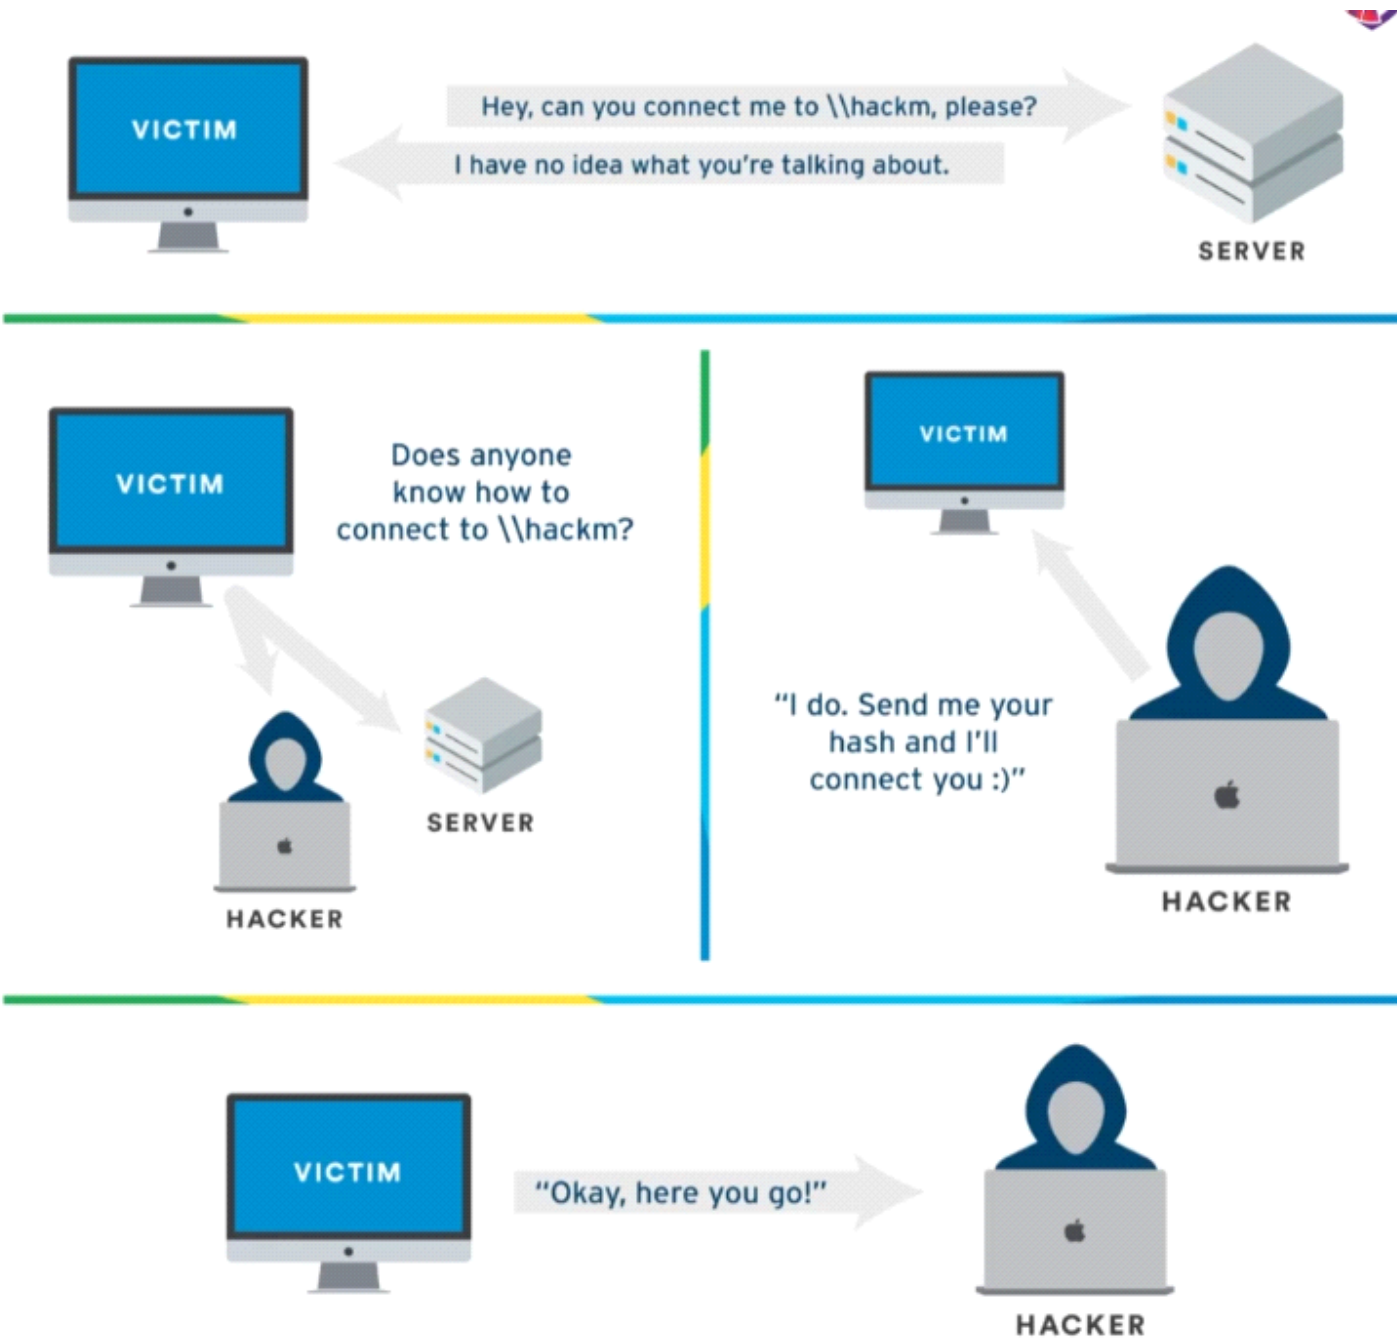 VICTIM
Hey, can you connect me to \\hackm, please?
I have no idea what you're talking about.
SERVER
VICTIM
Does anyone
know how to
connect to \\hackm?
SERVER
HACKER
VICTIM
“I do. Send me your
hash and I'll
connect you :)”
HACKER
VICTIM
“Okay, here you go!”
HACKER